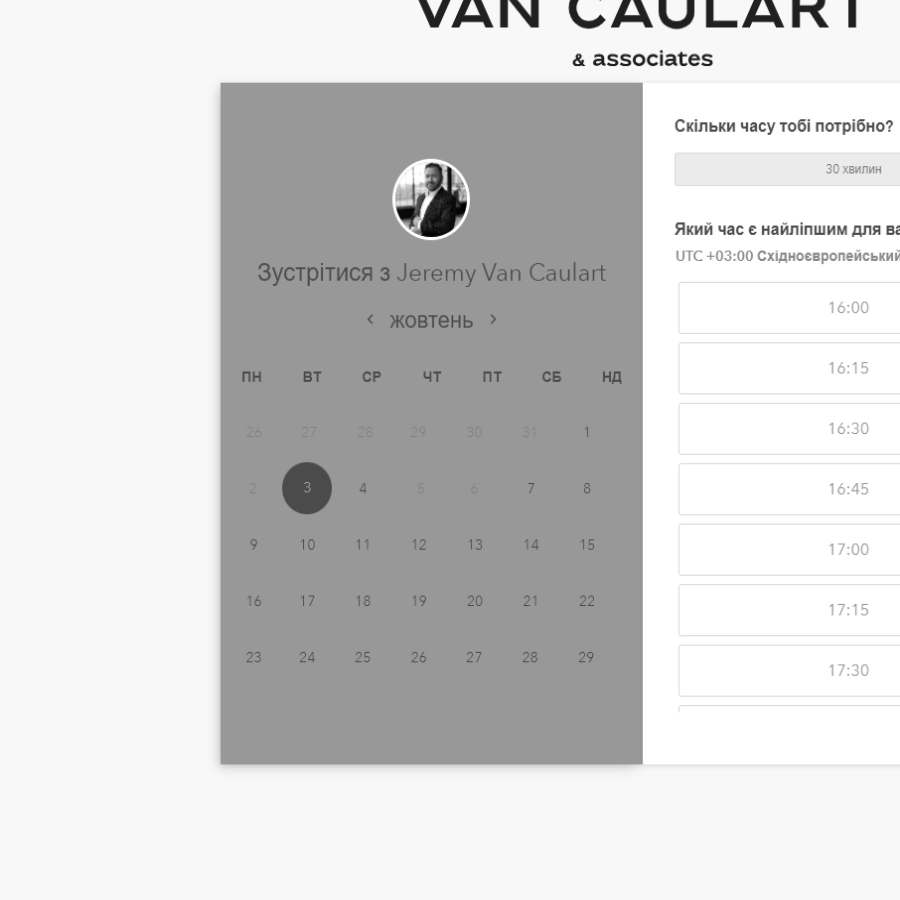 VAN CAULART
& associates
Зустрітися з Jeremy Van Caulart
жовтень
ПН ВТ СР ЧТ ПТ СБ НД
26 27 28 29 30 31 1
2 3 4 5 6 7 8
9 10 11 12 13 14 15
16 17 18 19 20 21 22
23 24 25 26 27 28 29
Скільки часу тобі потрібно?
30 хвилин
Який час є найліпшим для ва
UTC +03:00 Східноєвропейський
16:00
16:15
16:30
16:45
17:00
17:15
17:30